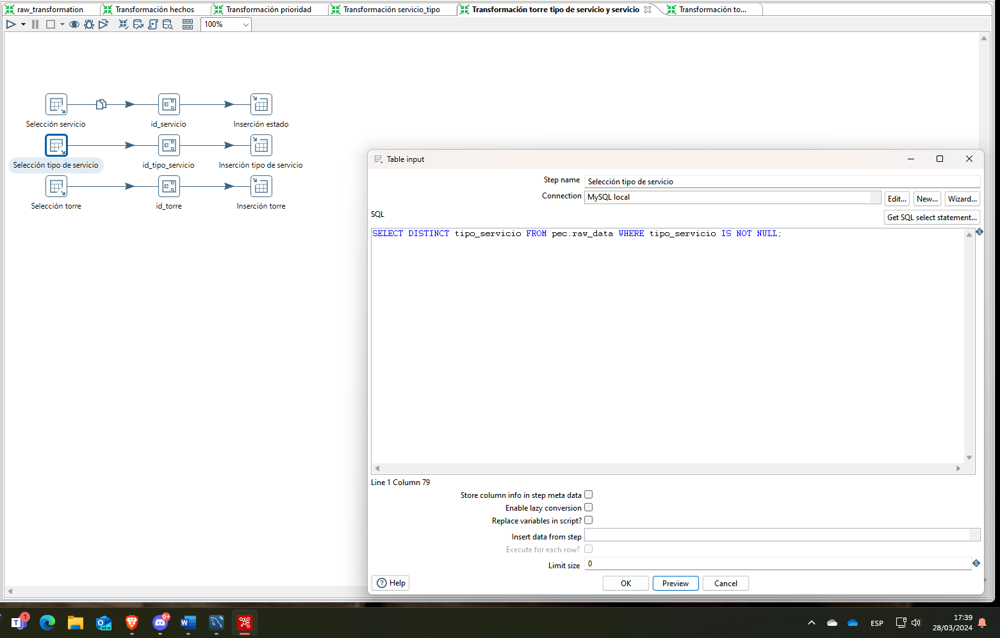 raw_transformation
Transformación hechos
Transformación prioridad
Transformación servicio_tipo
Transformación torre tipo de servicio y servicio
Transformación to...
100%
Selección servicio
id_servicio
Inserción estado
Selección tipo de servicio
id_tipo_servicio
Inserción tipo de servicio
Selección torre
id_torre
Inserción torre
Table input
Step name
Selección tipo de servicio
Connection
MySQL local
Edit...
New...
Wizard...
SQL
Get SQL select statement...
SELECT DISTINCT tipo_servicio FROM pec.raw_data WHERE tipo_servicio IS NOT NULL;
Line 1 Column 79
Store column info in step meta data
Enable lazy conversion
Replace variables in script?
Insert data from step
Execute for each row?
Limit size
0
Help
OK
Preview
Cancel
1
9+
NEW
ESP
17:39
28/03/2024